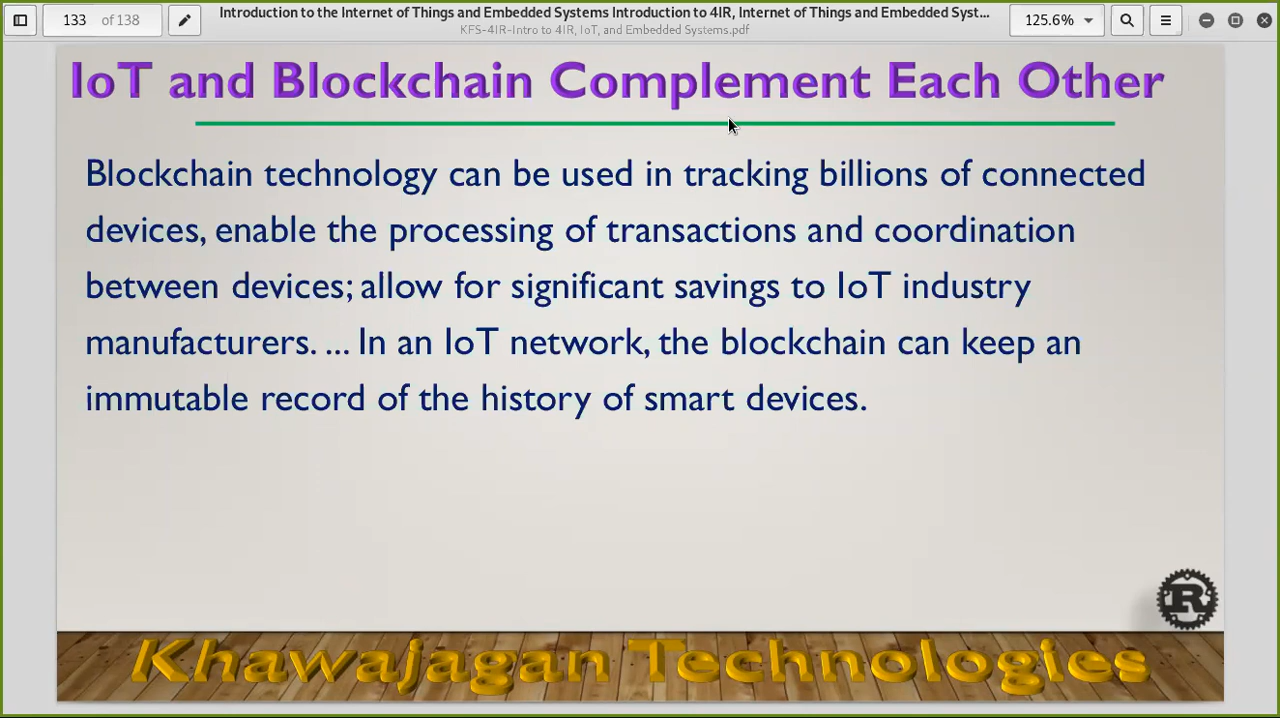 133 of 138
Introduction to the Internet of Things and Embedded Systems Introduction to 4IR, Internet of Things and Embedded Syst...
KFS-4IR-Intro to 4IR, IoT, and Embedded Systems.pdf
125.6%
IoT and Blockchain Complement Each Other
Blockchain technology can be used in tracking billions of connected
devices, enable the processing of transactions and coordination
between devices; allow for significant savings to IoT industry
manufacturers. ... In an IoT network, the blockchain can keep an
immutable record of the history of smart devices.
R
Khawajagan Technologies